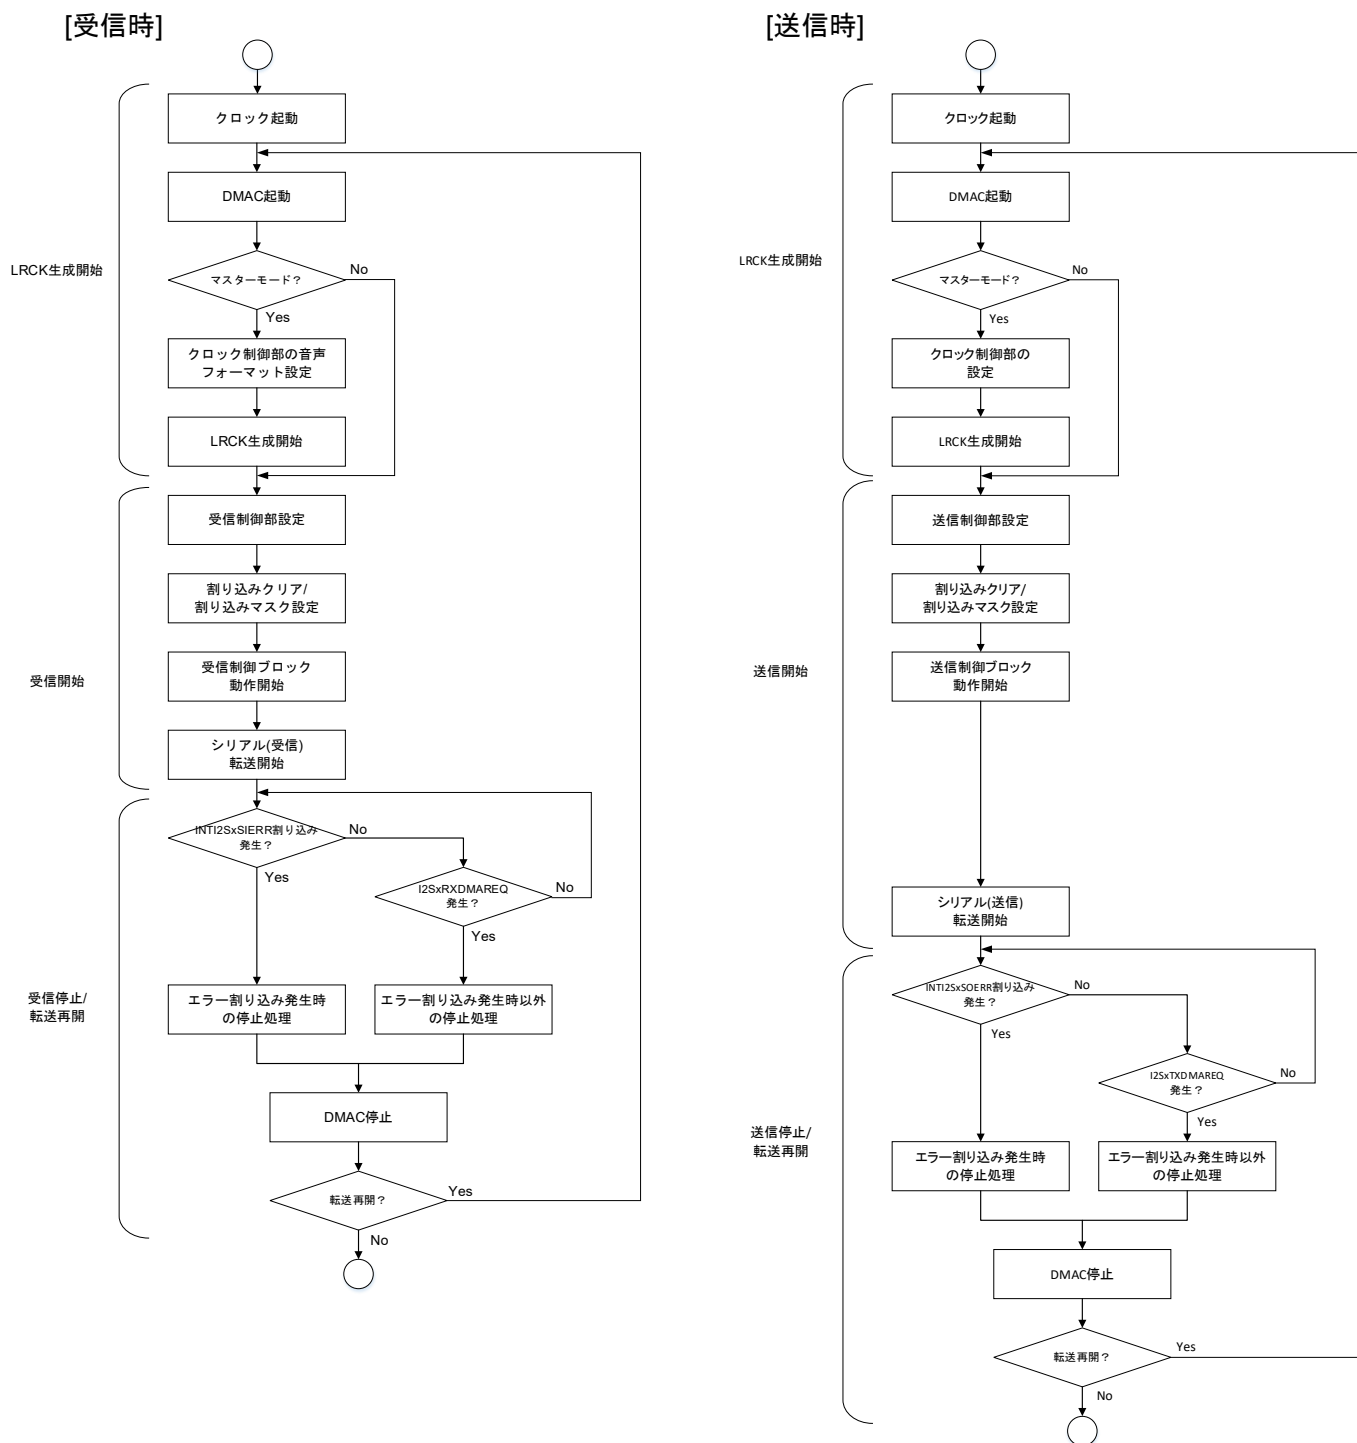 [受信時]
クロック起動
DMAC起動
LRCK生成開始
マスターモード？
No
Yes
クロック制御部の音声
フォーマット設定
LRCK生成開始
受信制御部設定
割り込みクリア/
割り込みマスク設定
受信開始
受信制御ブロック
動作開始
シリアル(受信)
転送開始
INTI2SxSIERR割り込み
発生？
No
Yes
I2SxRXDMAREQ
発生？
No
Yes
受信停止/
転送再開
エラー割り込み発生時
の停止処理
エラー割り込み発生時以外
の停止処理
DMAC停止
転送再開？
Yes
No
[送信時]
クロック起動
DMAC起動
LRCK生成開始
マスターモード？
No
Yes
クロック制御部の
設定
LRCK生成開始
送信制御部設定
割り込みクリア/
割り込みマスク設定
送信開始
送信制御ブロック
動作開始
シリアル(送信)
転送開始
INTI2SxSOERR割り込み
発生？
No
Yes
I2SxTXDMAREQ
発生？
No
Yes
送信停止/
転送再開
エラー割り込み発生時
の停止処理
エラー割り込み発生時以外
の停止処理
DMAC停止
転送再開？
Yes
No